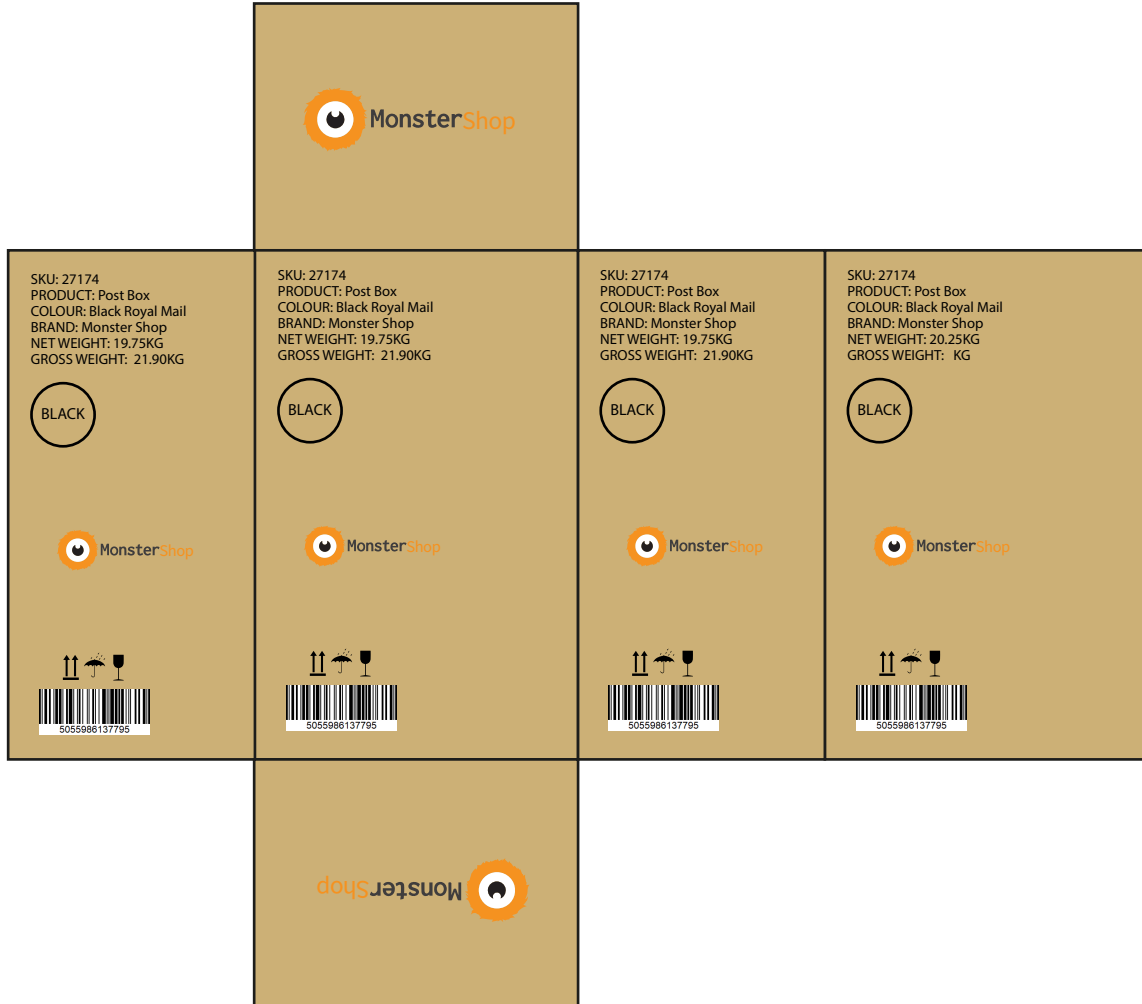 MonsterShop
SKU: 27174
PRODUCT: Post Box
COLOUR: Black Royal Mail
BRAND: Monster Shop
NET WEIGHT: 19.75KG
GROSS WEIGHT:  21.90KG
BLACK
MonsterShop
5055986137795
SKU: 27174
PRODUCT: Post Box
COLOUR: Black Royal Mail
BRAND: Monster Shop
NET WEIGHT: 19.75KG
GROSS WEIGHT:  21.90KG
BLACK
MonsterShop
5055986137795
SKU: 27174
PRODUCT: Post Box
COLOUR: Black Royal Mail
BRAND: Monster Shop
NET WEIGHT: 19.75KG
GROSS WEIGHT:  21.90KG
BLACK
MonsterShop
5055986137795
SKU: 27174
PRODUCT: Post Box
COLOUR: Black Royal Mail
BRAND: Monster Shop
NET WEIGHT: 20.25KG
GROSS WEIGHT:   KG
BLACK
MonsterShop
5055986137795
MonsterShop